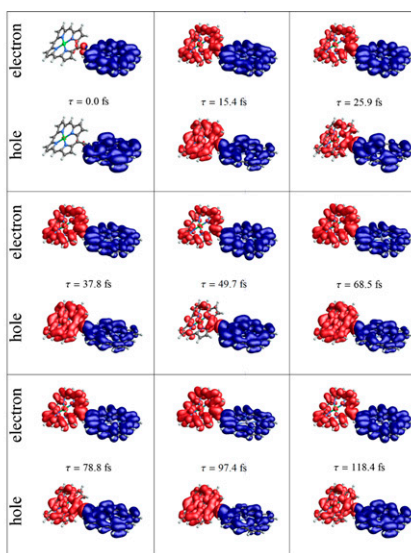 electron
τ = 0.0 fs
τ = 15.4 fs
τ = 25.9 fs
hole
electron
τ = 37.8 fs
τ = 49.7 fs
τ = 68.5 fs
hole
electron
τ = 78.8 fs
τ = 97.4 fs
τ = 118.4 fs
hole